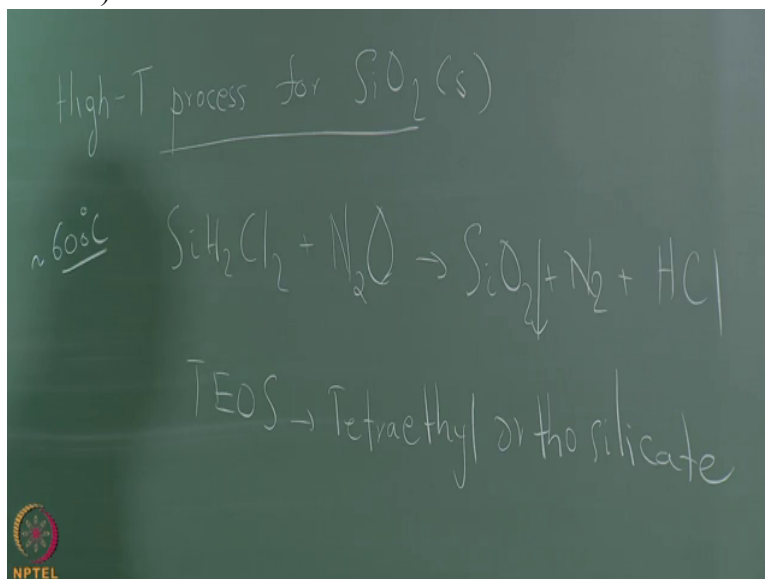 High-T process for SiO₂(s)
~600°C SiH₂Cl₂ + N₂O → SiO₂↓ + N₂ + HCl
TEOS → Tetraethyl orthosilicate
NPTEL